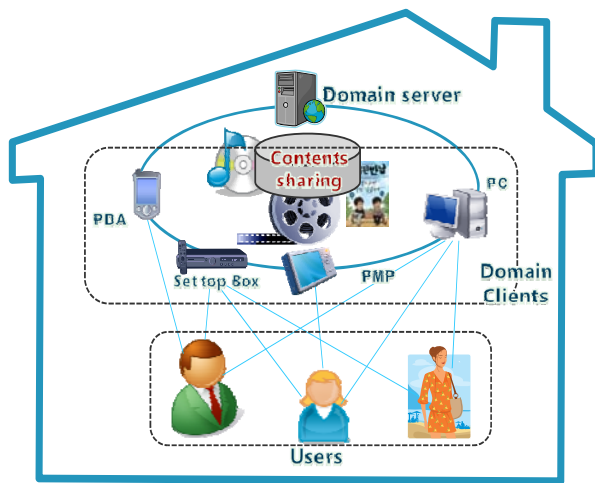 Domain server
Contents
sharing
PDA
PC
Set top Box
PMP
Domain
Clients
Users